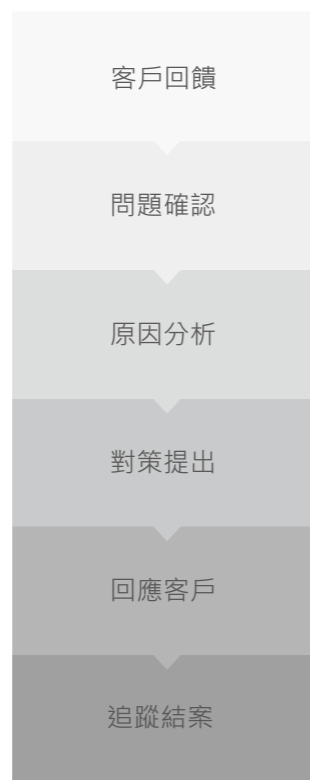 客戶回饋
問題確認
原因分析
對策提出
回應客戶
追蹤結案